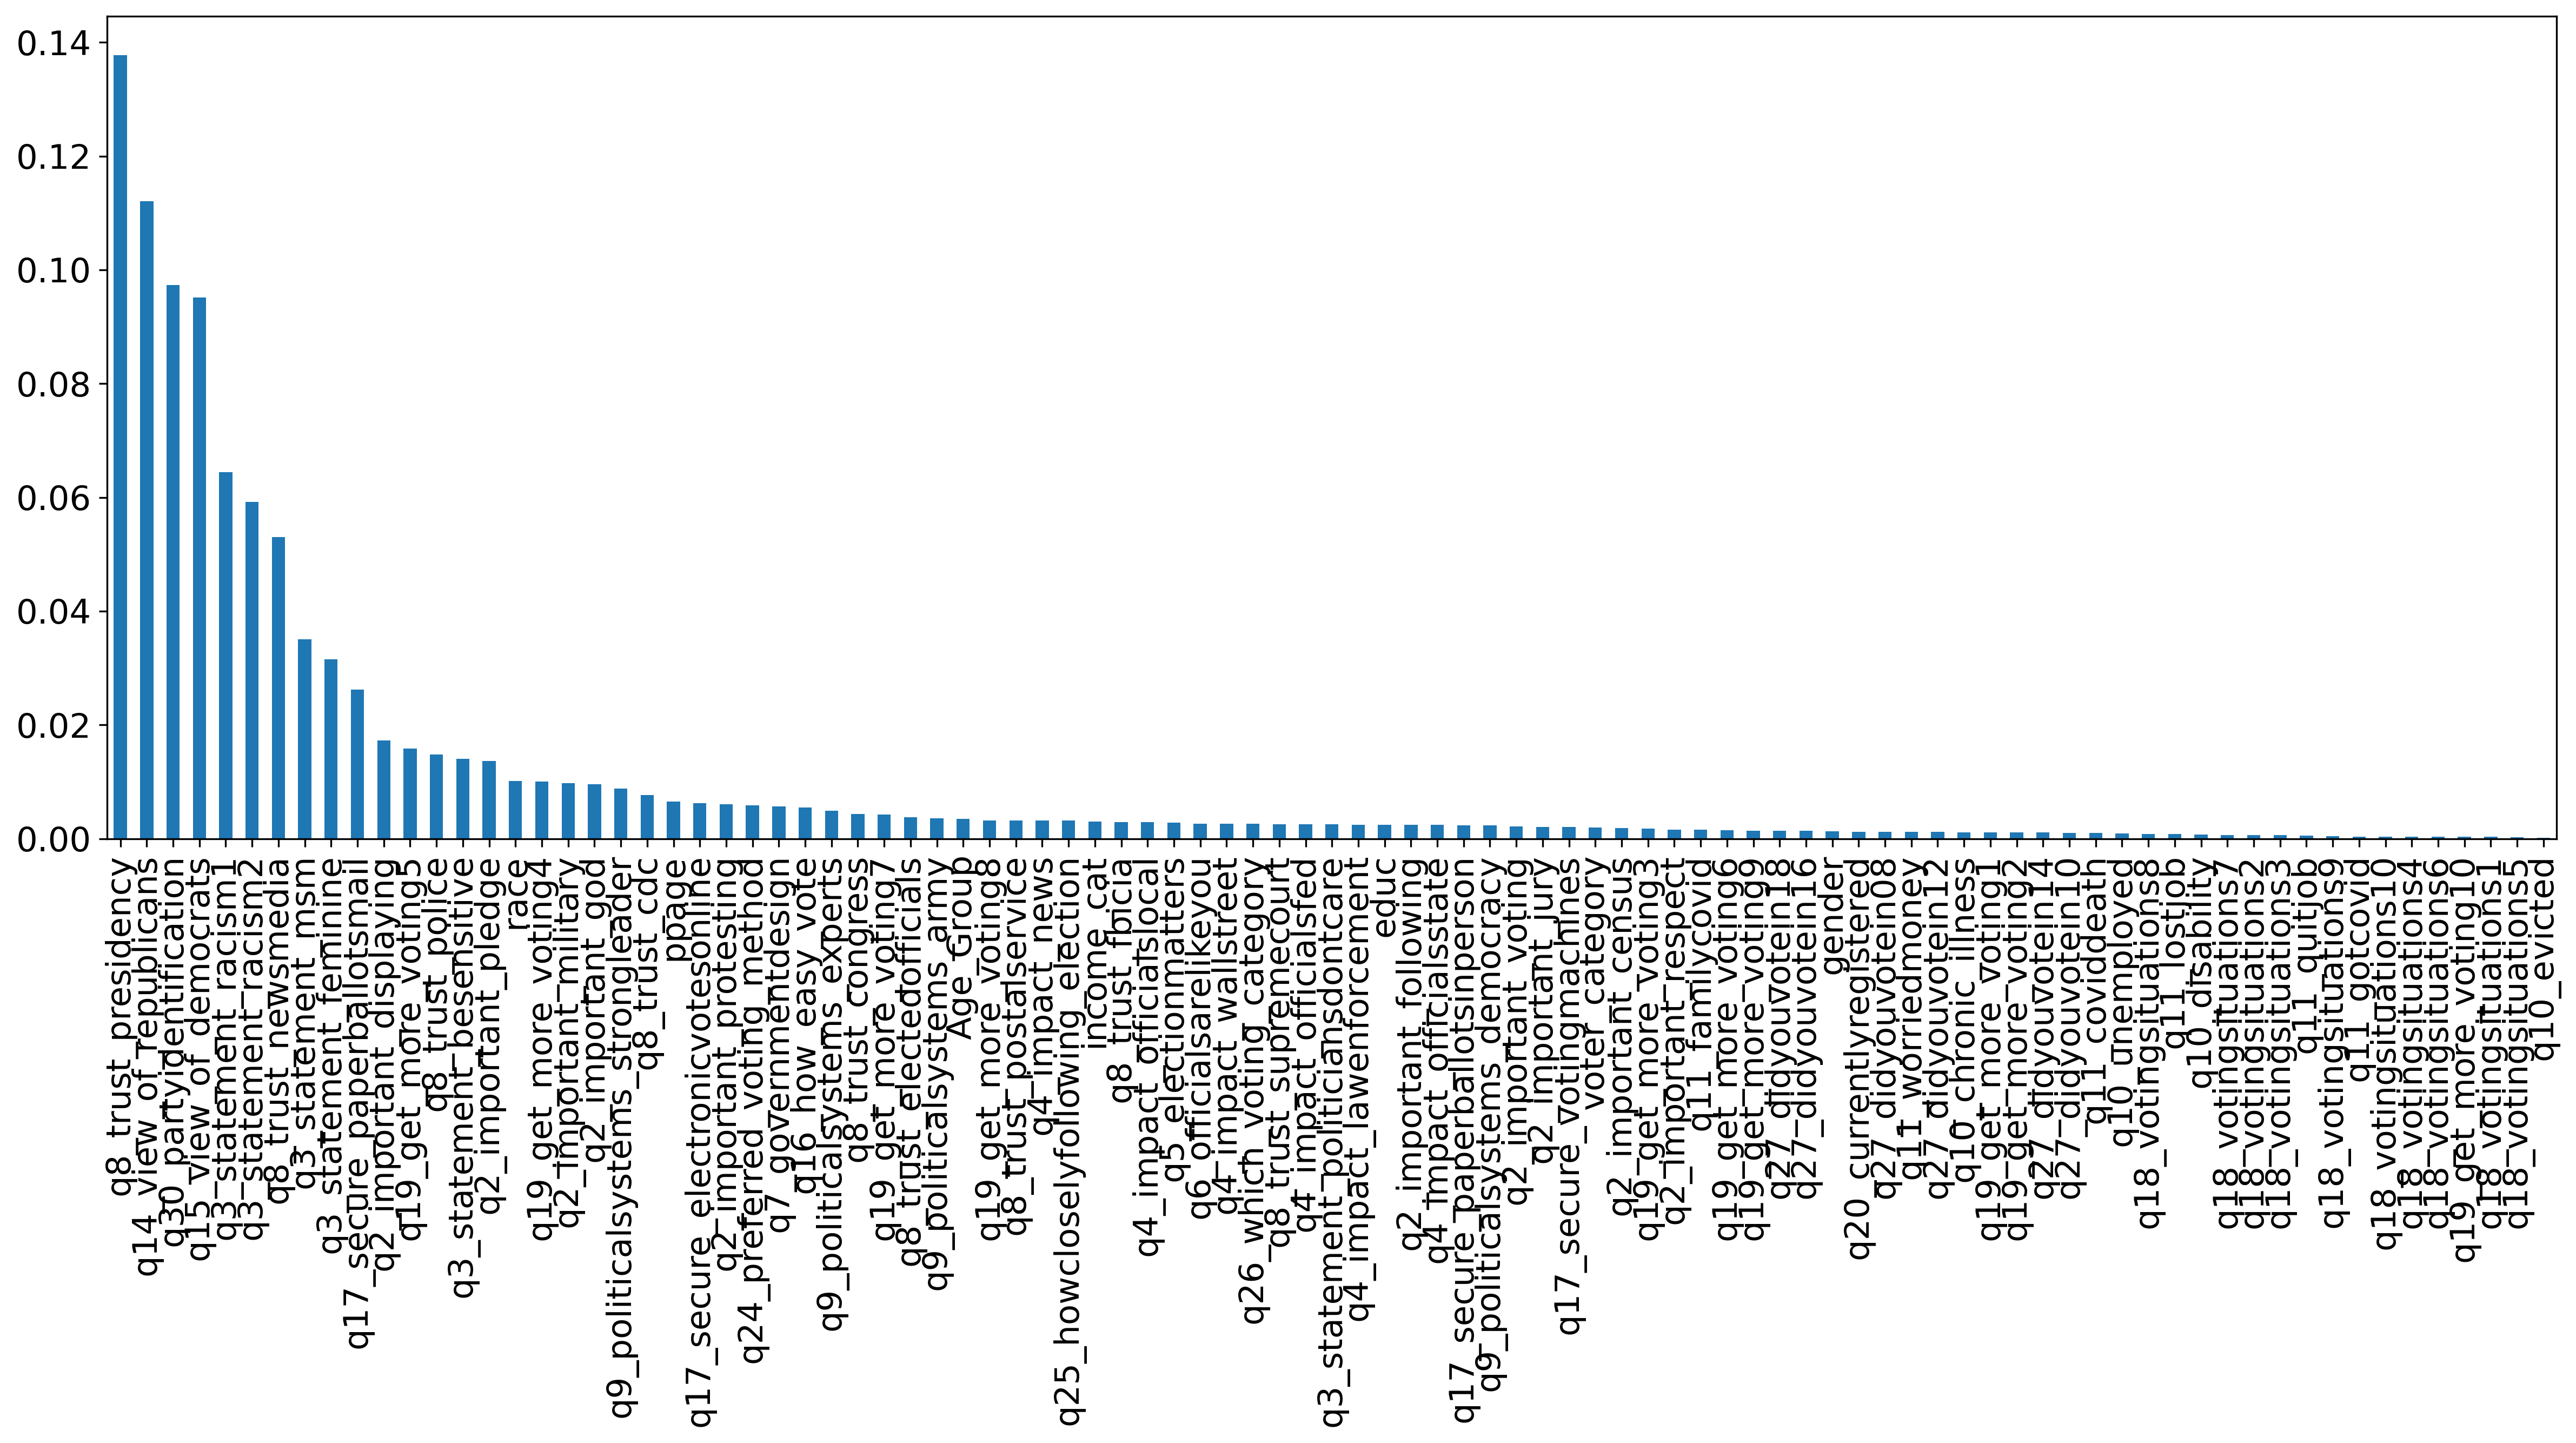 0.14
0.12
0.10
0.08
0.06
0.04
0.02
0.00
q8_trust_presidency
q14_view_of_republicans
q30_partyidentification
q15_view_of_democrats
q3_statement_racism1
q3_statement_racism2
q8_trust_newsmedia
q3_statement_msm
q3_statement_feminine
q17_secure_paperballotsmail
q2_important_displaying
q19_get_more_voting5
q8_trust_police
q3_statement_besensitive
q2_important_pledge
race
q19_get_more_voting4
q2_important_military
q2_important_god
q9_politicalsystems_strongleader
q8_trust_cdc
ppage
q17_secure_electronicvotesonline
q2_important_protesting
q24_preferred_voting_method
q7_governmentdesign
q16_how_easy_vote
q9_politicalsystems_experts
q8_trust_congress
q19_get_more_voting7
q8_trust_electedofficials
q9_politicalsystems_army
Age_Group
q19_get_more_voting8
q8_trust_postalservice
q4_impact_news
q25_howcloselyfollowing_election
income_cat
q8_trust_fbicia
q4_impact_officialslocal
q5_electionmatters
q6_officialsarelikeyou
q4_impact_wallstreet
q26_which_voting_category
q8_trust_supremecourt
q4_impact_officialsfed
q3_statement_politiciansdontcare
q4_impact_lawenforcement
educ
q2_important_following
q4_impact_officialsstate
q17_secure_paperballotsinperson
q9_politicalsystems_democracy
q2_important_voting
q2_important_jury
q17_secure_votingmachines
voter_category
q2_important_census
q19_get_more_voting3
q2_important_respect
q11_familycovid
q19_get_more_voting6
q19_get_more_voting9
q27_didyouvotein18
q27_didyouvotein16
gender
q20_currentlyregistered
q27_didyouvotein08
q11_worriedmoney
q27_didyouvotein12
q10_chronic_illness
q19_get_more_voting1
q19_get_more_voting2
q27_didyouvotein14
q27_didyouvotein10
q11_coviddeath
q10_unemployed
q18_votingsituations8
q11_lostjob
q10_disability
q18_votingsituations7
q18_votingsituations2
q18_votingsituations3
q11_quitjob
q18_votingsituations9
q11_gotcovid
q18_votingsituations10
q18_votingsituations4
q18_votingsituations6
q19_get_more_voting10
q18_votingsituations1
q18_votingsituations5
q10_evicted